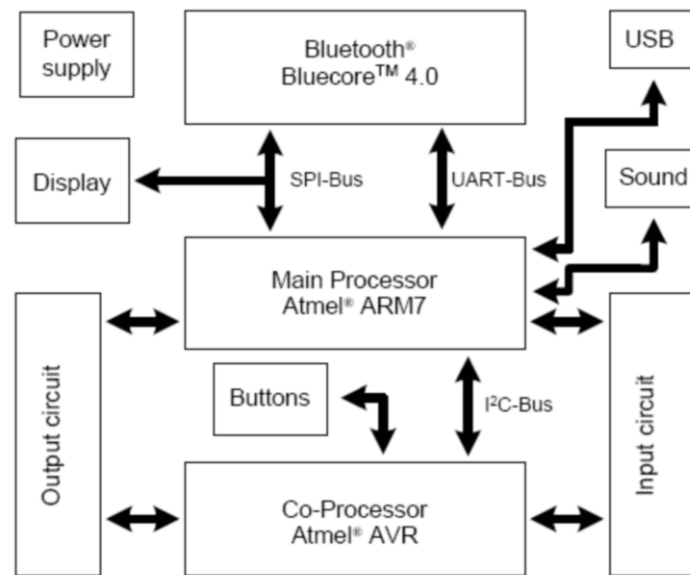 Power
supply
Bluetooth®
Bluecore™ 4.0
USB
Display
SPI-Bus
UART-Bus
Sound
Main Processor
Atmel® ARM7
Output circuit
Buttons
I²C-Bus
Input circuit
Co-Processor
Atmel® AVR